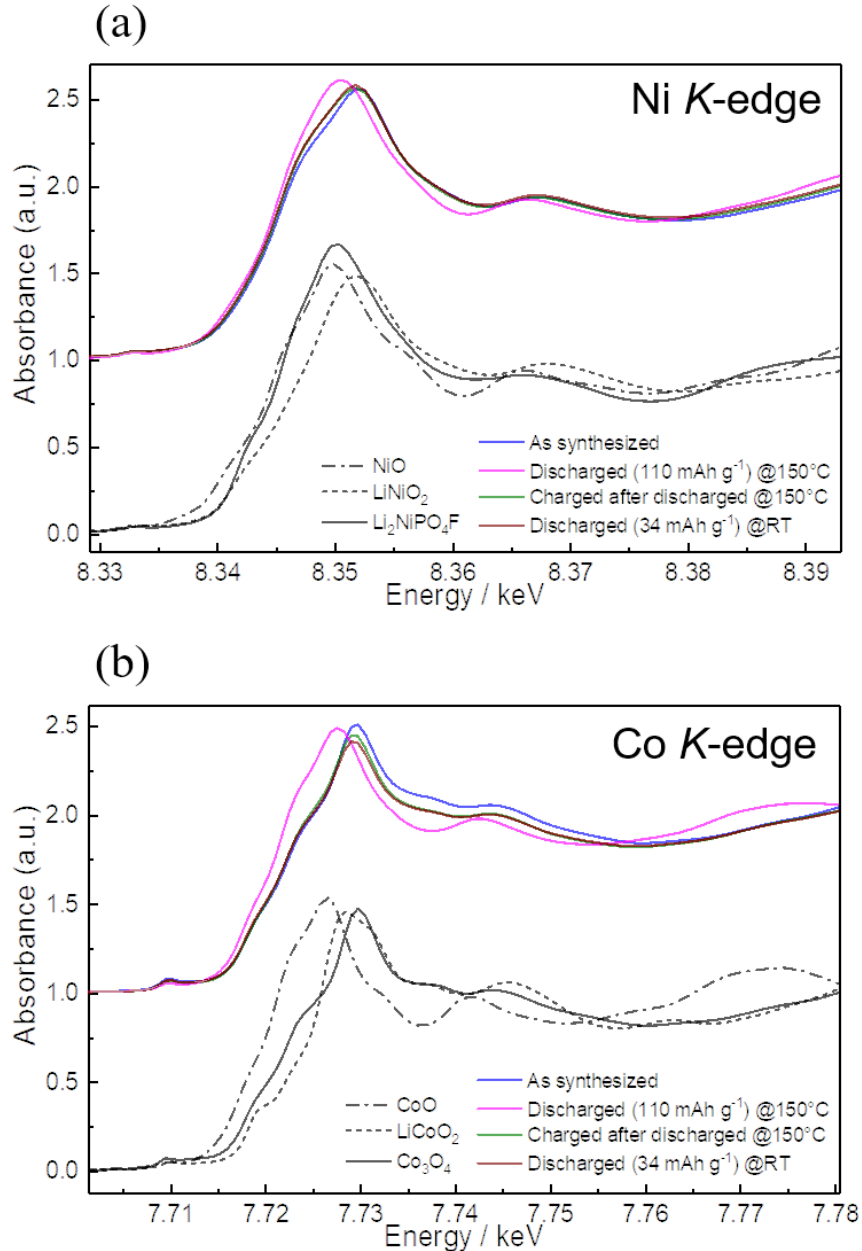 (a)
Ni K-edge
2.5
2.0
1.5
1.0
0.5
0.0
Absorbance (a.u.)
NiO
LiNiO₂
Li₂NiPO₄F
As synthesized
Discharged (110 mAh g⁻¹) @150°C
Charged after discharged @150°C
Discharged (34 mAh g⁻¹) @RT
8.33 8.34 8.35 8.36 8.37 8.38 8.39
Energy / keV
(b)
Co K-edge
2.5
2.0
1.5
1.0
0.5
0.0
Absorbance (a.u.)
CoO
LiCoO₂
Co₃O₄
As synthesized
Discharged (110 mAh g⁻¹) @150°C
Charged after discharged @150°C
Discharged (34 mAh g⁻¹) @RT
7.71 7.72 7.73 7.74 7.75 7.76 7.77 7.78
Energy / keV